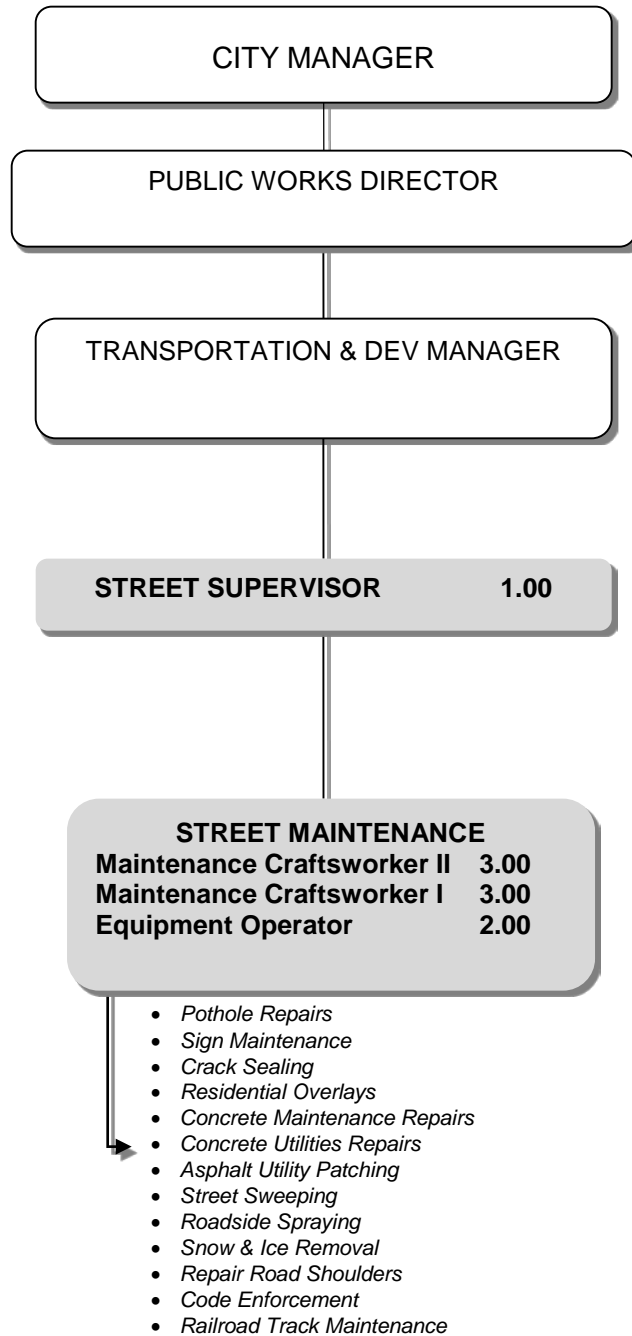 CITY MANAGER
PUBLIC WORKS DIRECTOR
TRANSPORTATION & DEV MANAGER
STREET SUPERVISOR 1.00
STREET MAINTENANCE
Maintenance Craftsworker II 3.00
Maintenance Craftsworker I 3.00
Equipment Operator 2.00
• Pothole Repairs
• Sign Maintenance
• Crack Sealing
• Residential Overlays
• Concrete Maintenance Repairs
• Concrete Utilities Repairs
• Asphalt Utility Patching
• Street Sweeping
• Roadside Spraying
• Snow & Ice Removal
• Repair Road Shoulders
• Code Enforcement
• Railroad Track Maintenance